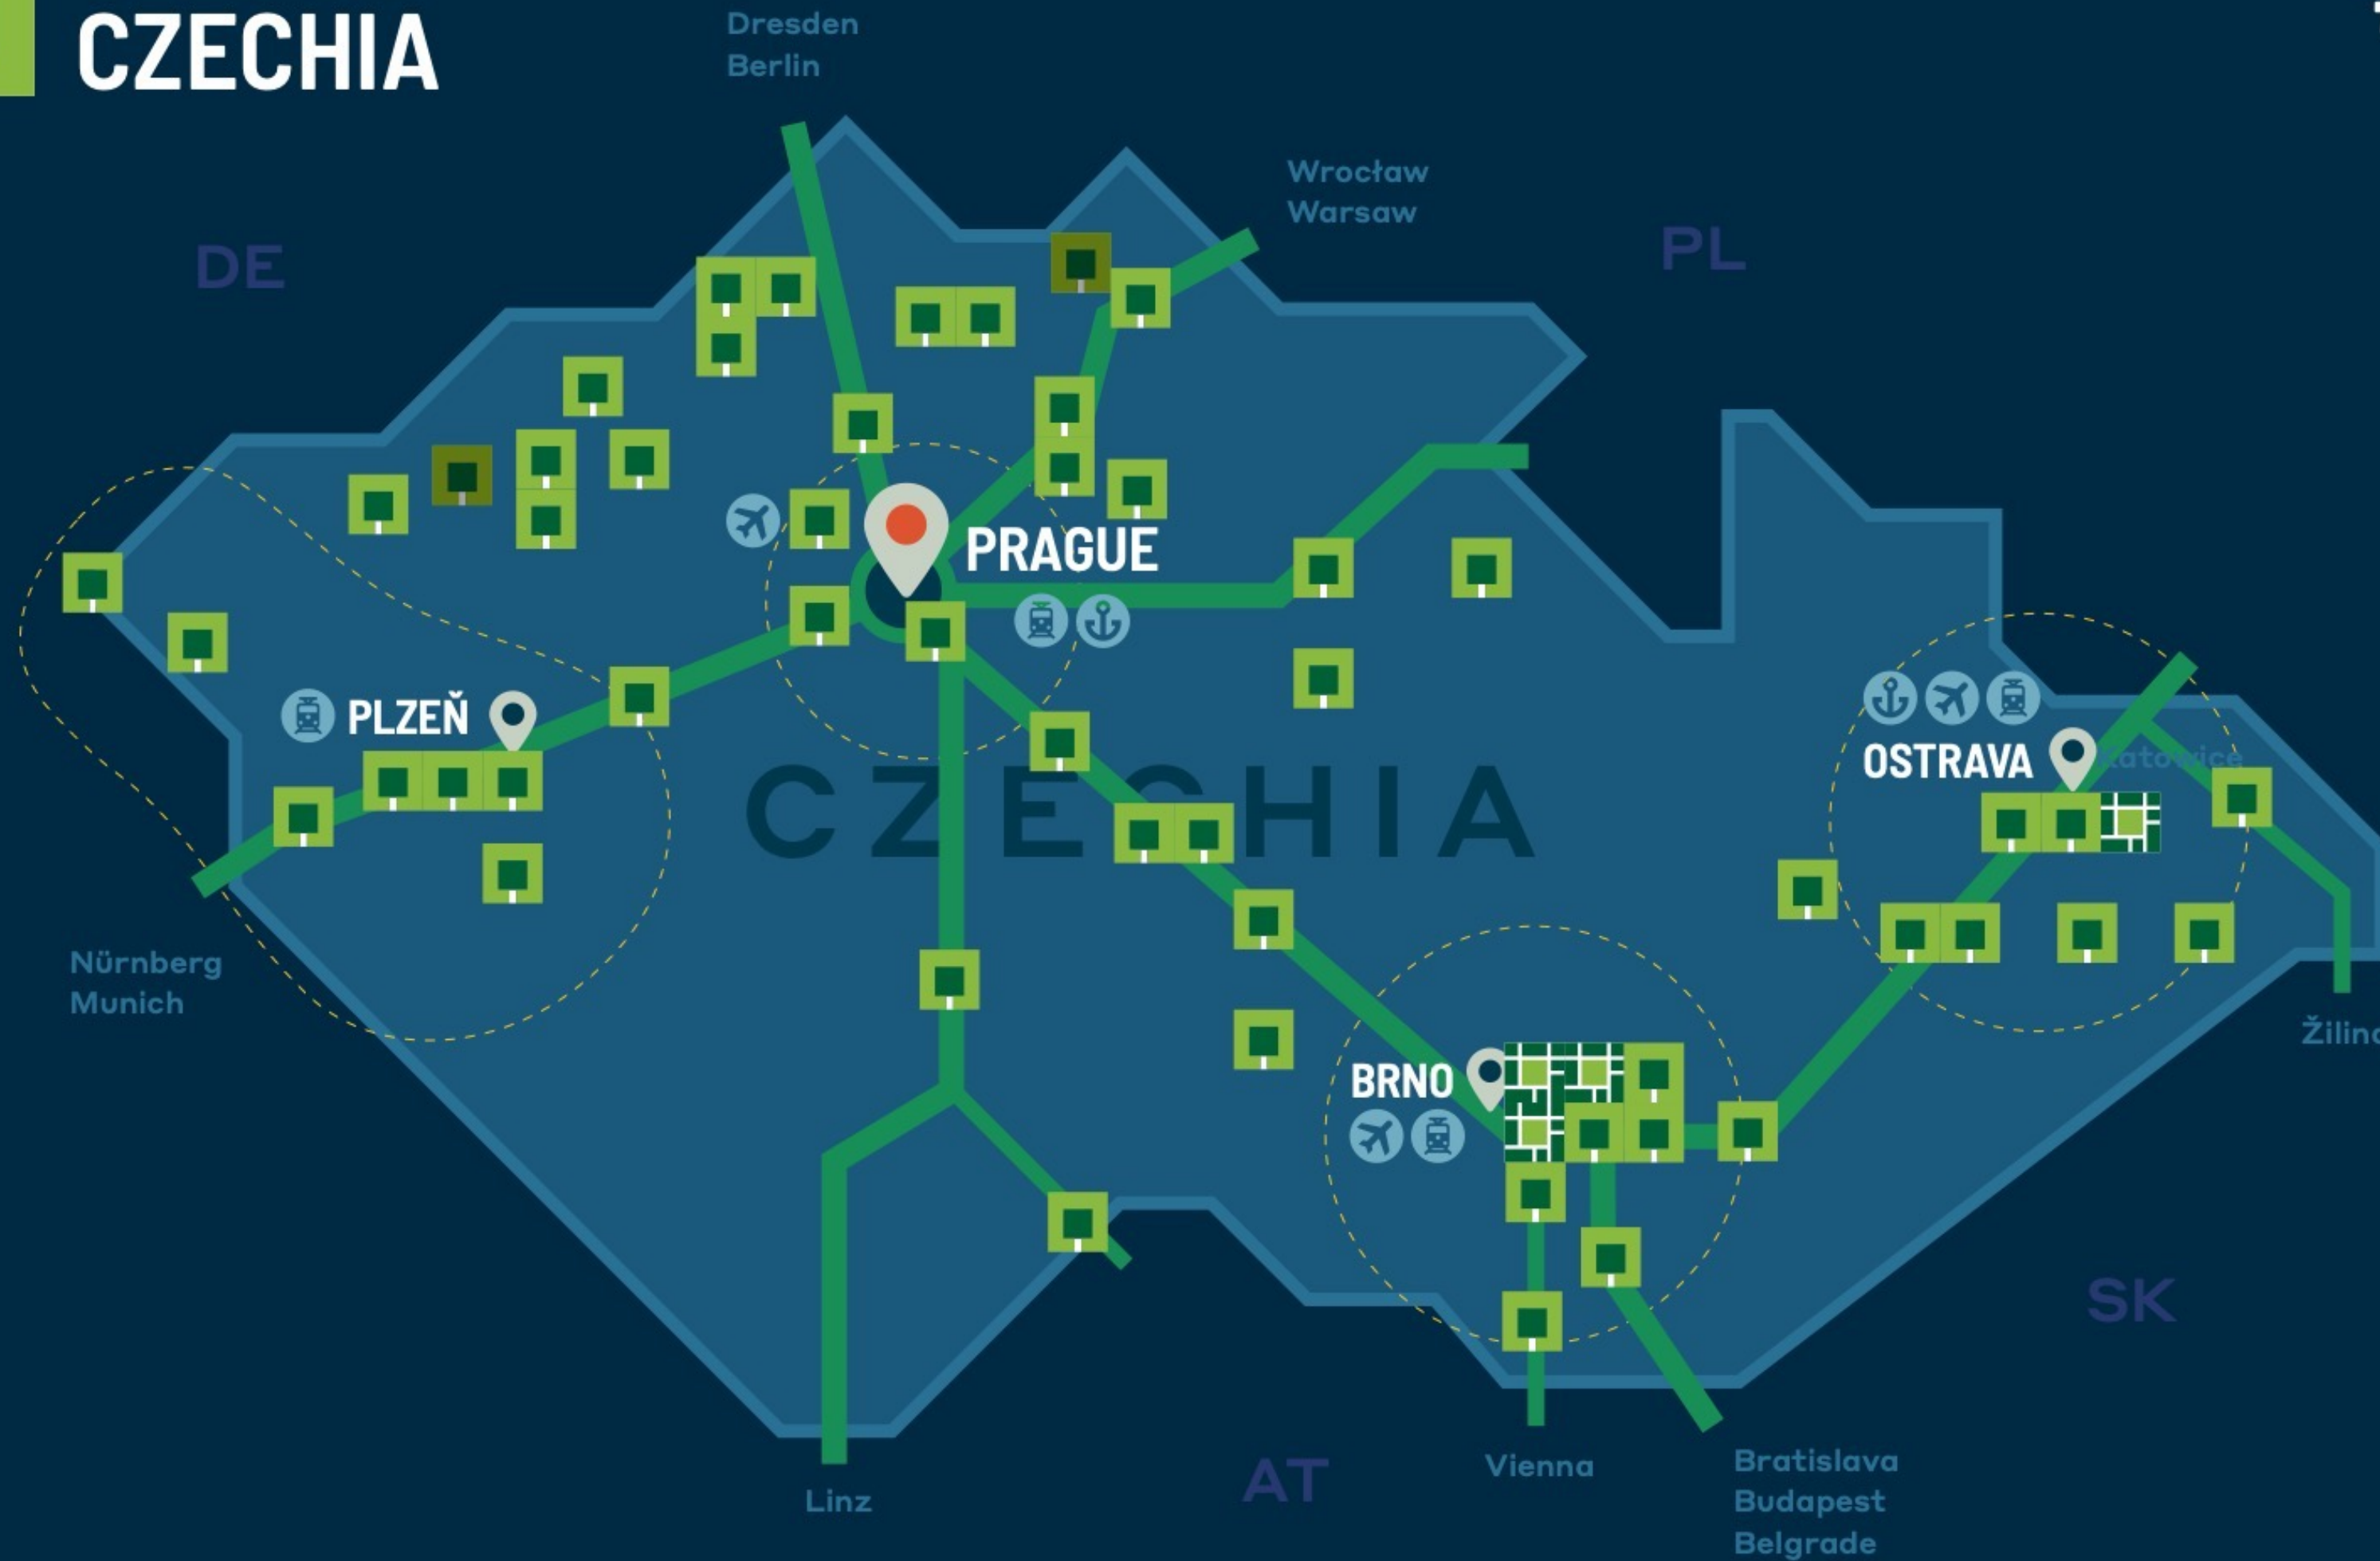 CZECHIA
Dresden
Berlin
Wrocław
Warsaw
DE
PL
PRAGUE
PLZEŇ
OSTRAVA
Katowice
CZECHIA
Nürnberg
Munich
BRNO
SK
AT
Vienna
Linz
Bratislava
Budapest
Belgrade